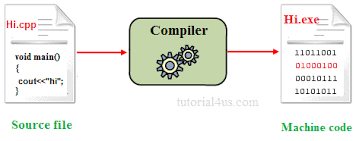 Hi.cpp
void main()
{
cout<<"hi";
}
Source file
Compiler
tutorial4us.com
Hi.exe
11011001
01000100
00010111
10101011
Machine code